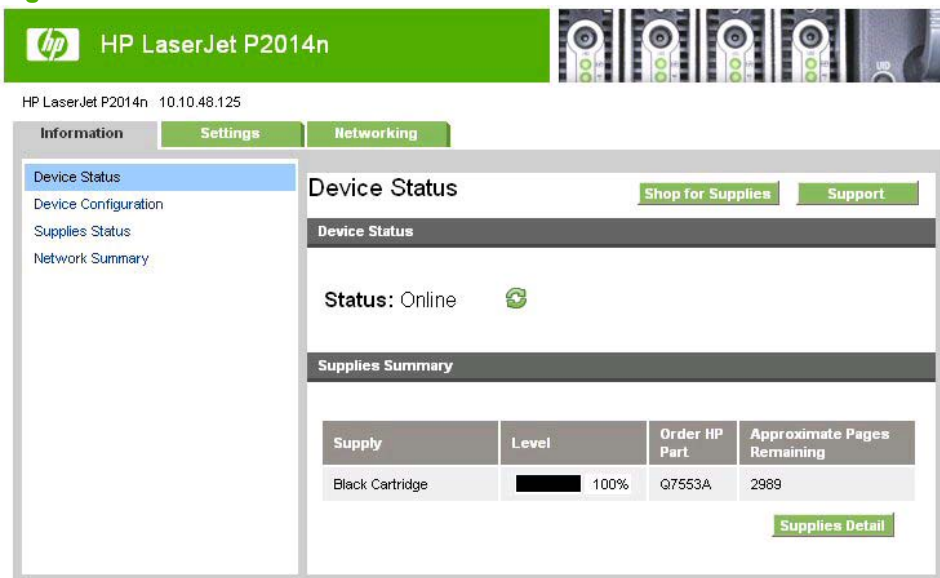 hp HP LaserJet P2014n
HP LaserJet P2014n 10.10.48.125
Information Settings Networking
Device Status
Device Configuration
Supplies Status
Network Summary
Device Status Shop for Supplies Support
Device Status
Status: Online
Supplies Summary
Supply Level Order HP Part Approximate Pages Remaining
Black Cartridge 100% Q7553A 2989
Supplies Detail